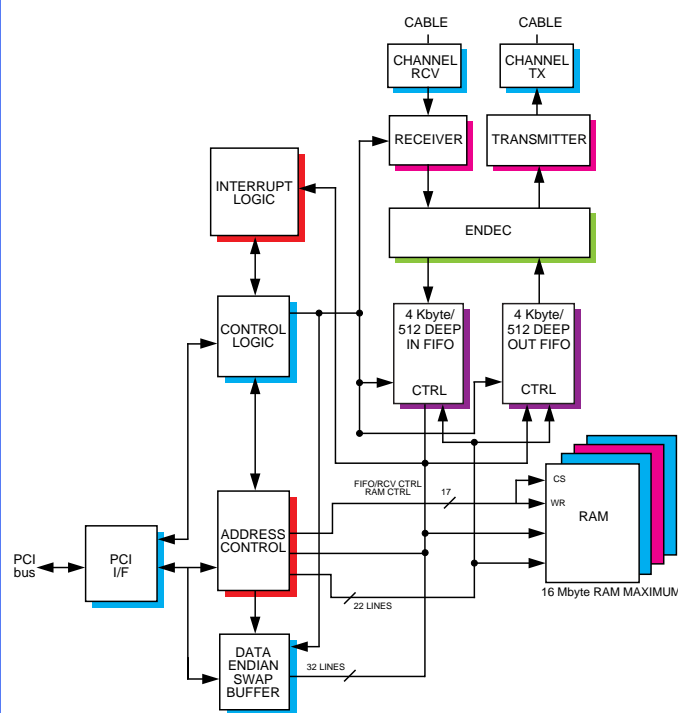 CABLE
CABLE
CHANNEL
RCV
CHANNEL
TX
RECEIVER
TRANSMITTER
INTERRUPT
LOGIC
ENDEC
CONTROL
LOGIC
4 Kbyte/
512 DEEP
IN FIFO
CTRL
4 Kbyte/
512 DEEP
OUT FIFO
CTRL
FIFO/RCV CTRL
RAM CTRL
17
CS
WR
RAM
ADDRESS
CONTROL
PCI
bus
PCI
I/F
16 Mbyte RAM MAXIMUM
22 LINES
DATA
ENDIAN
SWAP
BUFFER
32 LINES